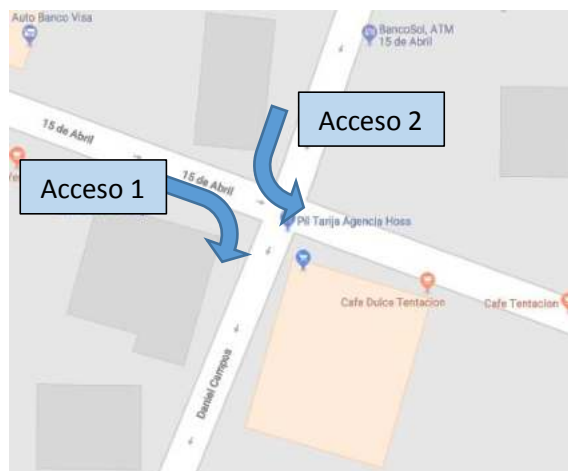 Auto Banco Visa
BancoSol, ATM
15 de Abril
Acceso 2
15 de Abril
15 de Abril
Acceso 1
Pil Tarija Agencia Hoss
Cafe Dulce Tentacion
Cafe Tentacion
Daniel Campos